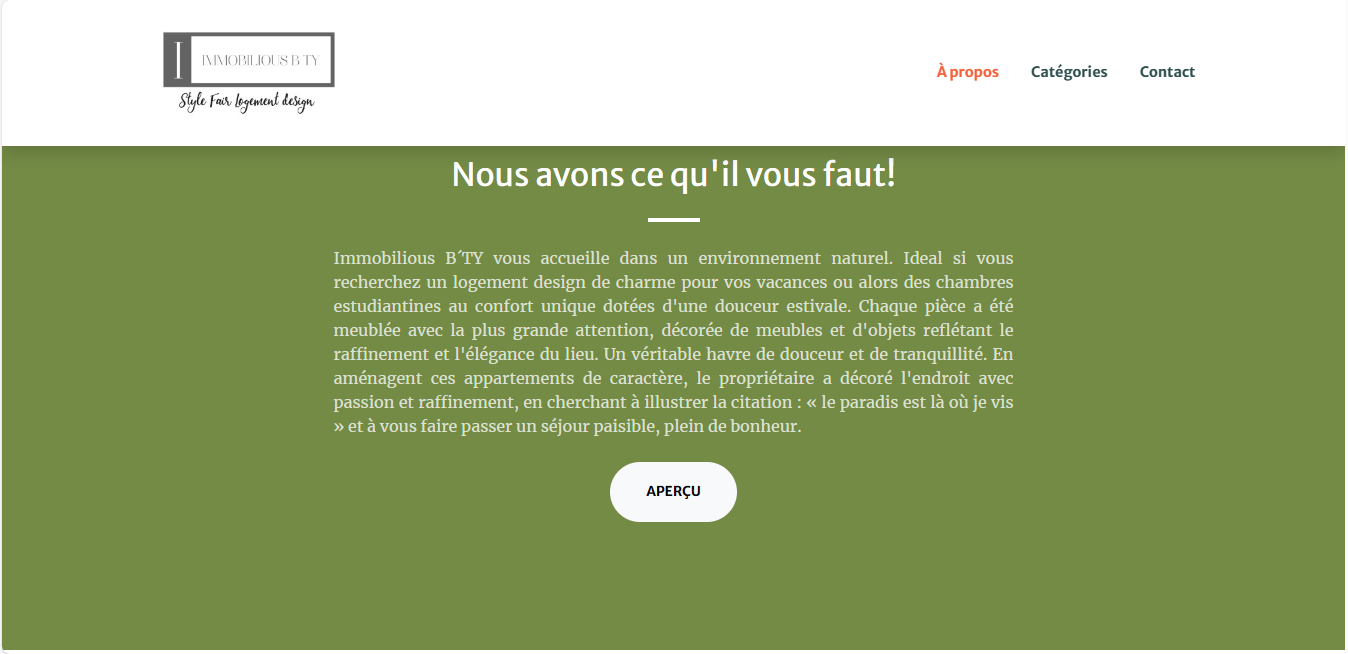 I IMMOBILIOUS B TY
Style Fair Logement design
À propos Catégories Contact
Nous avons ce qu'il vous faut!
Immobilious B´TY vous accueille dans un environnement naturel. Ideal si vous
recherchez un logement design de charme pour vos vacances ou alors des chambres
estudiantines au confort unique dotées d'une douceur estivale. Chaque pièce a été
meublée avec la plus grande attention, décorée de meubles et d'objets reflétant le
raffinement et l'élégance du lieu. Un véritable havre de douceur et de tranquillité. En
aménagent ces appartements de caractère, le propriétaire a décoré l'endroit avec
passion et raffinement, en cherchant à illustrer la citation : « le paradis est là où je vis
» et à vous faire passer un séjour paisible, plein de bonheur.
APERÇU